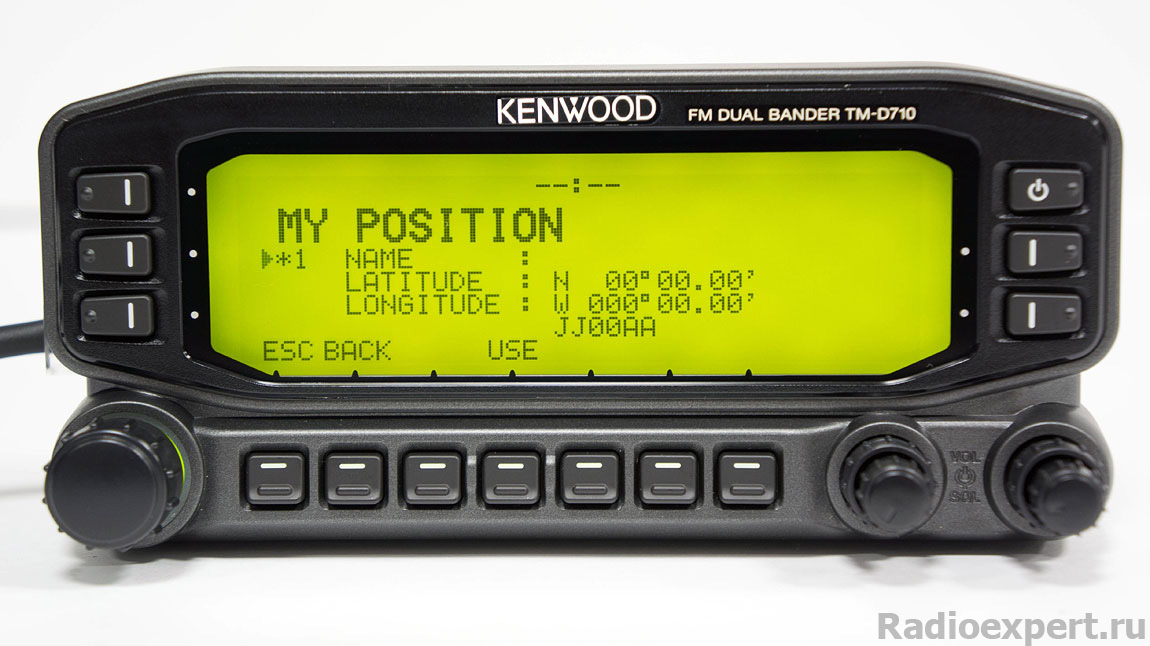 KENWOOD FM DUAL BANDER TM-D710
--:--
MY POSITION
▶*1 NAME :
LATITUDE : N 00°00.00'
LONGITUDE : W 000°00.00'
JJ00AA
ESC BACK USE
VOL
SQL
Radioexpert.ru